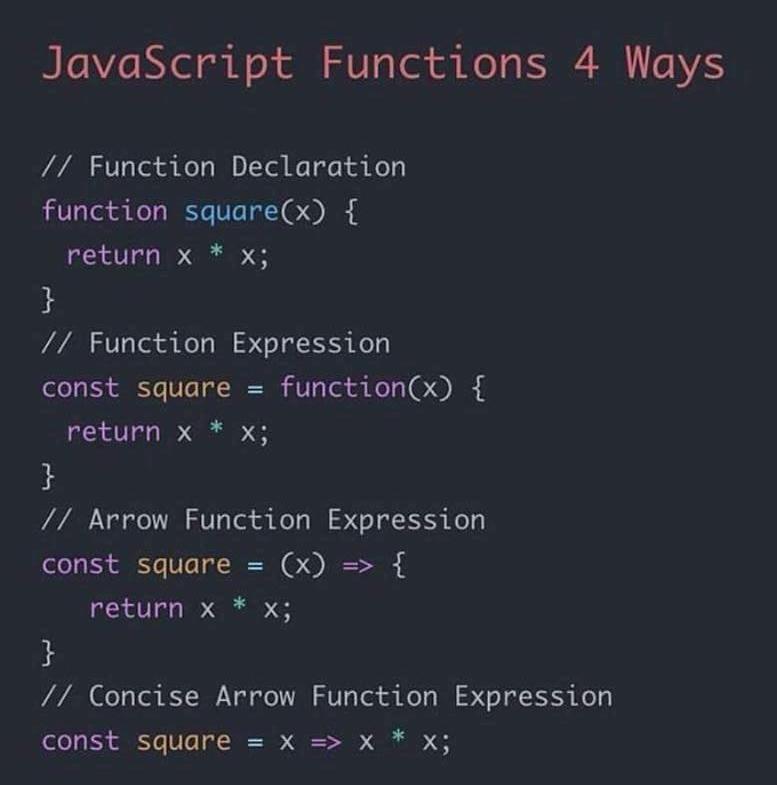 JavaScript Functions 4 Ways
// Function Declaration
function square(x) {
  return x * x;
}
// Function Expression
const square = function(x) {
  return x * x;
}
// Arrow Function Expression
const square = (x) => {
   return x * x;
}
// Concise Arrow Function Expression
const square = x => x * x;